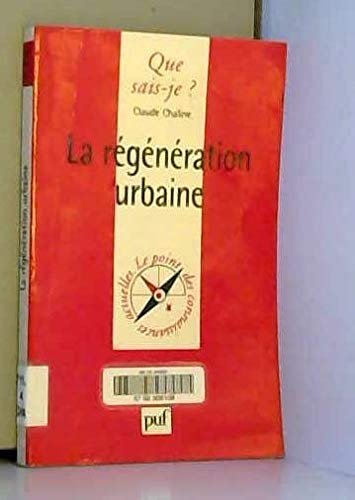 Que
sais-je ?
Claude Chaline
La régénération
urbaine
Le point des connaissances actuelles
puf
La régénération urbaine